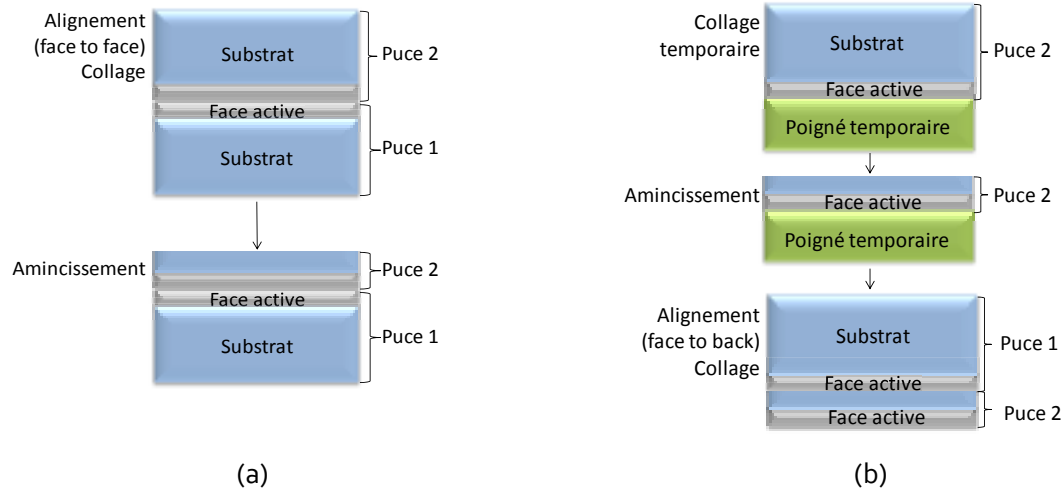 Alignement
(face to face)
Collage
Substrat
Puce 2
Face active
Substrat
Puce 1
Amincissement
Puce 2
Face active
Substrat
Puce 1
(a)
Collage
temporaire
Substrat
Puce 2
Face active
Poigné temporaire
Amincissement
Face active
Puce 2
Poigné temporaire
Alignement
(face to back)
Collage
Substrat
Puce 1
Face active
Face active
Puce 2
(b)